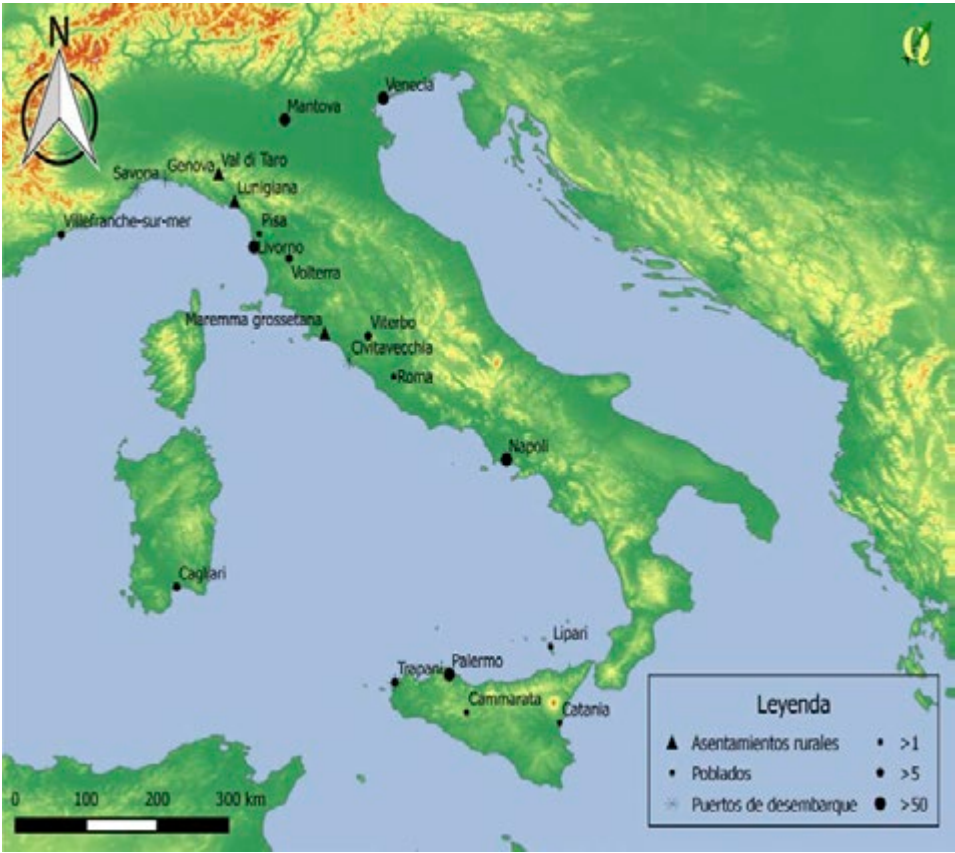 N
Venecia
Mantova
Genova
Val di Taro
Savona
Lunigiana
Villefranche-sur-mer
Pisa
Livorno
Volterra
Maremma grossetana
Viterbo
Civitavecchia
Roma
Napoli
Cagliari
Lipari
Trapani
Palermo
Cammarata
Catania
Leyenda
Asentamientos rurales
>1
Poblados
>5
Puertos de desembarque
>50
0 100 200 300 km